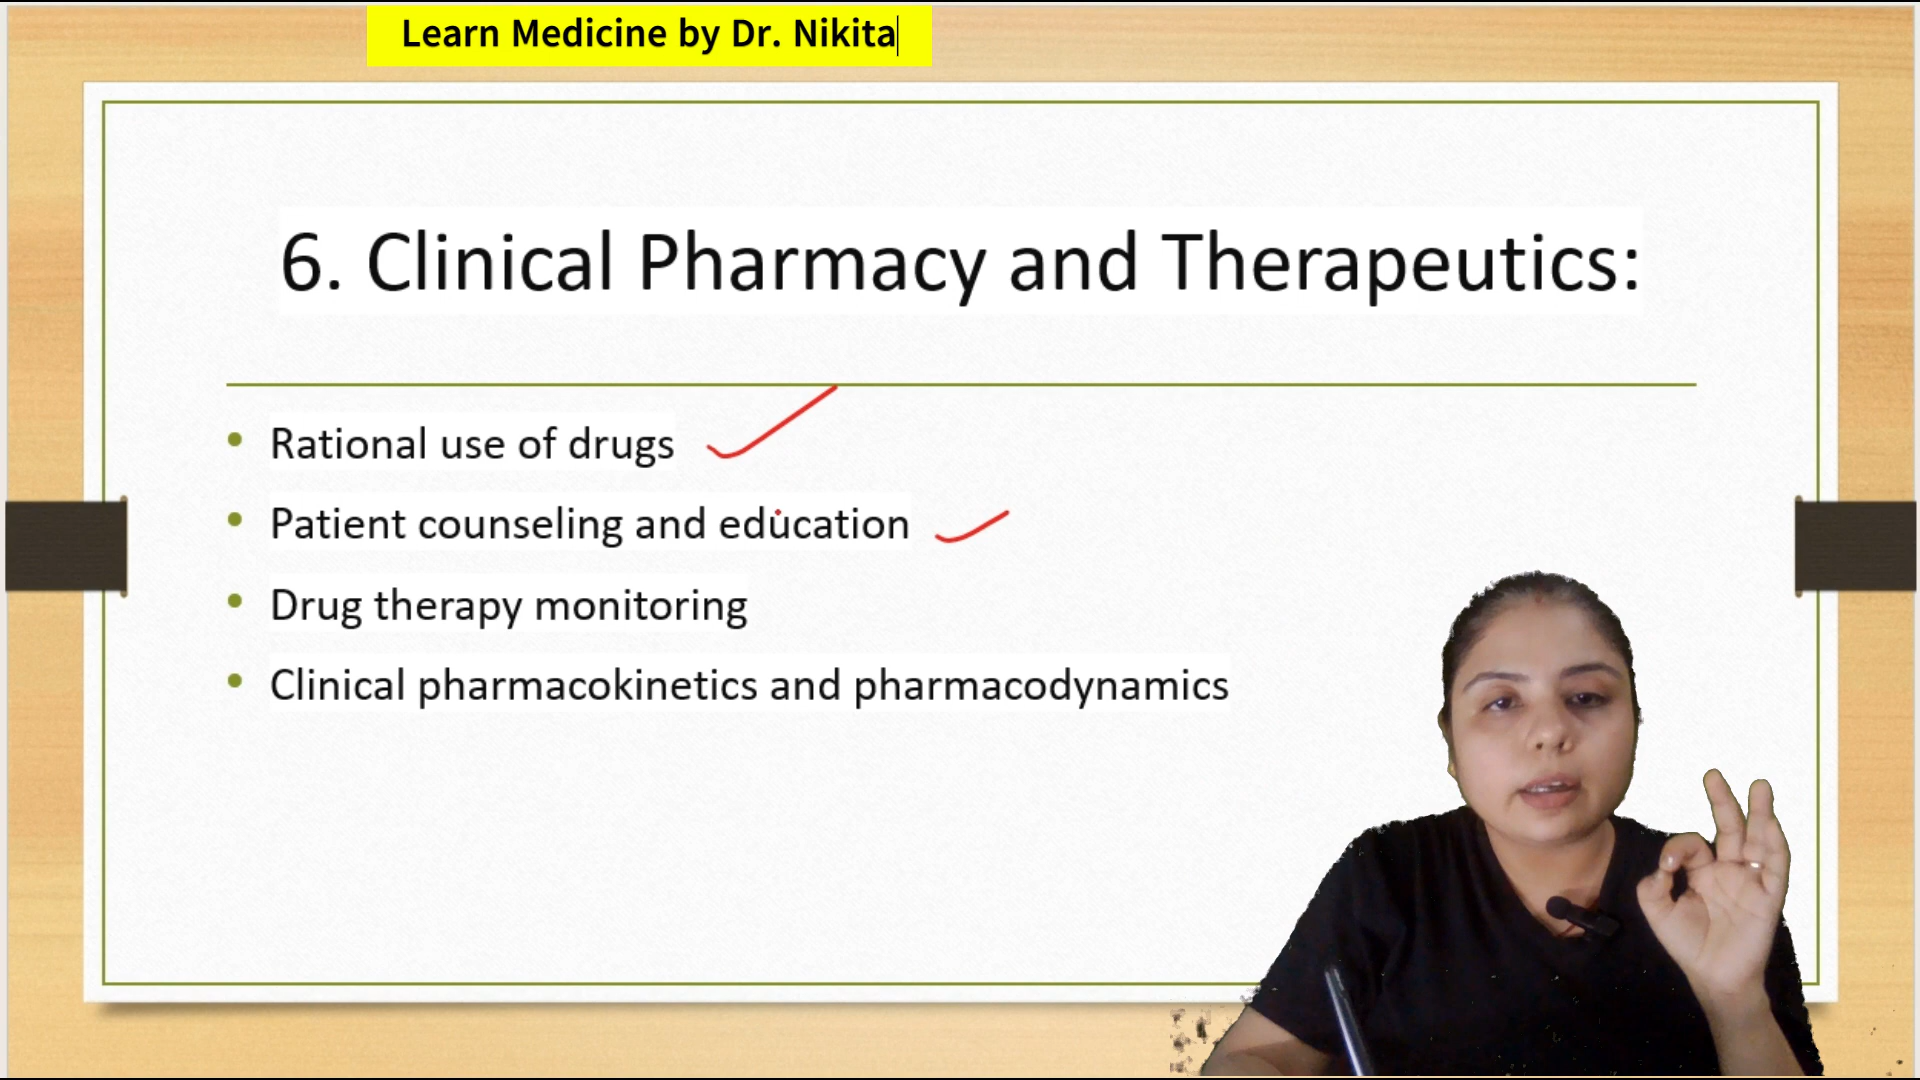 Learn Medicine by Dr. Nikita
6. Clinical Pharmacy and Therapeutics:
• Rational use of drugs
• Patient counseling and education
• Drug therapy monitoring
• Clinical pharmacokinetics and pharmacodynamics